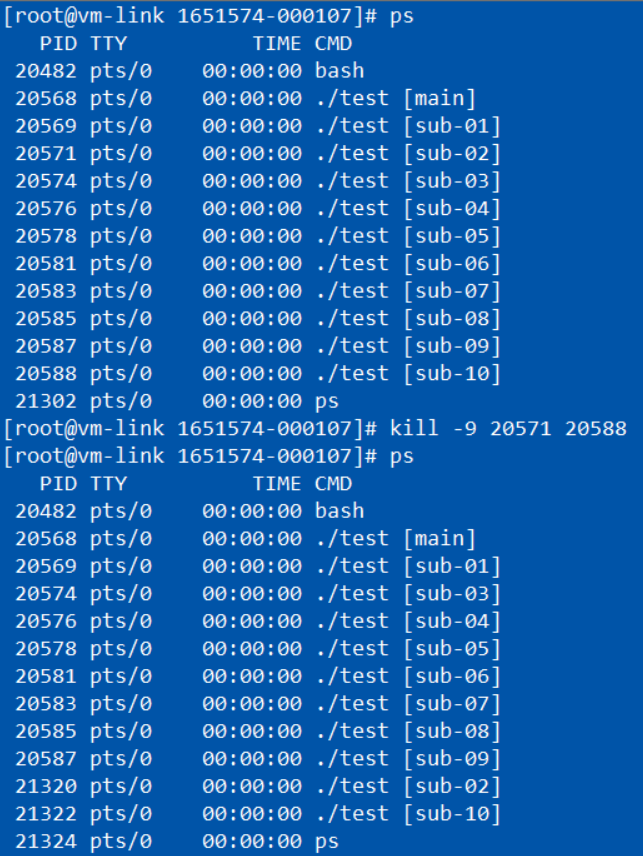 [root@vm-link 1651574-000107]# ps
PID TTY TIME CMD
20482 pts/0 00:00:00 bash
20568 pts/0 00:00:00 ./test [main]
20569 pts/0 00:00:00 ./test [sub-01]
20571 pts/0 00:00:00 ./test [sub-02]
20574 pts/0 00:00:00 ./test [sub-03]
20576 pts/0 00:00:00 ./test [sub-04]
20578 pts/0 00:00:00 ./test [sub-05]
20581 pts/0 00:00:00 ./test [sub-06]
20583 pts/0 00:00:00 ./test [sub-07]
20585 pts/0 00:00:00 ./test [sub-08]
20587 pts/0 00:00:00 ./test [sub-09]
20588 pts/0 00:00:00 ./test [sub-10]
21302 pts/0 00:00:00 ps
[root@vm-link 1651574-000107]# kill -9 20571 20588
[root@vm-link 1651574-000107]# ps
PID TTY TIME CMD
20482 pts/0 00:00:00 bash
20568 pts/0 00:00:00 ./test [main]
20569 pts/0 00:00:00 ./test [sub-01]
20574 pts/0 00:00:00 ./test [sub-03]
20576 pts/0 00:00:00 ./test [sub-04]
20578 pts/0 00:00:00 ./test [sub-05]
20581 pts/0 00:00:00 ./test [sub-06]
20583 pts/0 00:00:00 ./test [sub-07]
20585 pts/0 00:00:00 ./test [sub-08]
20587 pts/0 00:00:00 ./test [sub-09]
21320 pts/0 00:00:00 ./test [sub-02]
21322 pts/0 00:00:00 ./test [sub-10]
21324 pts/0 00:00:00 ps